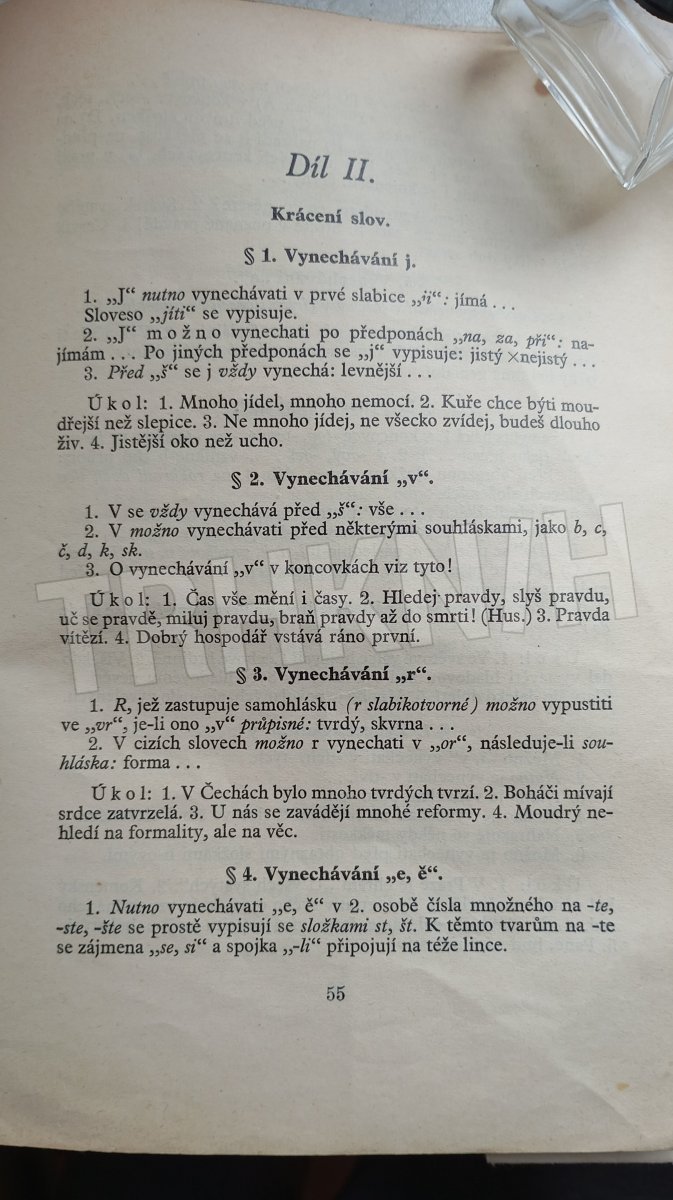 Díl II.
Krácení slov.
§ 1. Vynechávání j.
1. „J“ nutno vynechávati v prvé slabice „ji“: jímá ...
Sloveso „jíti“ se vypisuje.
2. „J“ možno vynechati po předponách „na, za, při“: na-
jímám ... Po jiných předponách se „j“ vypisuje: jistý ×nejistý ...
3. Před „š“ se j vždy vynechá: levnější ...
Úkol: 1. Mnoho jídel, mnoho nemocí. 2. Kuře chce býti mou-
dřejší než slepice. 3. Ne mnoho jídej, ne všecko zvídej, budeš dlouho
živ. 4. Jistější oko než ucho.
§ 2. Vynechávání „v“.
1. V se vždy vynechává před „š“: vše ...
2. V možno vynechávati před některými souhláskami, jako b, c,
č, d, k, sk.
3. O vynechávání „v“ v koncovkách viz tyto!
Úkol: 1. Čas vše mění i časy. 2. Hledej pravdy, slyš pravdu,
uč se pravdě, miluj pravdu, braň pravdy až do smrti! (Hus.) 3. Pravda
vítězí. 4. Dobrý hospodář vstává ráno první.
§ 3. Vynechávání „r“.
1. R, jež zastupuje samohlásku (r slabikotvorné) možno vypustiti
ve „vr“, je-li ono „v“ průpisné: tvrdý, skvrna ...
2. V cizích slovech možno r vynechati v „or“, následuje-li sou-
hláska: forma ...
Úkol: 1. V Čechách bylo mnoho tvrdých tvrzí. 2. Boháči mívají
srdce zatvrzelá. 3. U nás se zavádějí mnohé reformy. 4. Moudrý ne-
hledí na formality, ale na věc.
§ 4. Vynechávání „e, ě“.
1. Nutno vynechávati „e, ě“ v 2. osobě čísla množného na -te,
-ste, -šte se prostě vypisují se složkami st, št. K těmto tvarům na -te
se zájmena „se, si“ a spojka „-li“ připojují na téže lince.
55
TRHKNIH